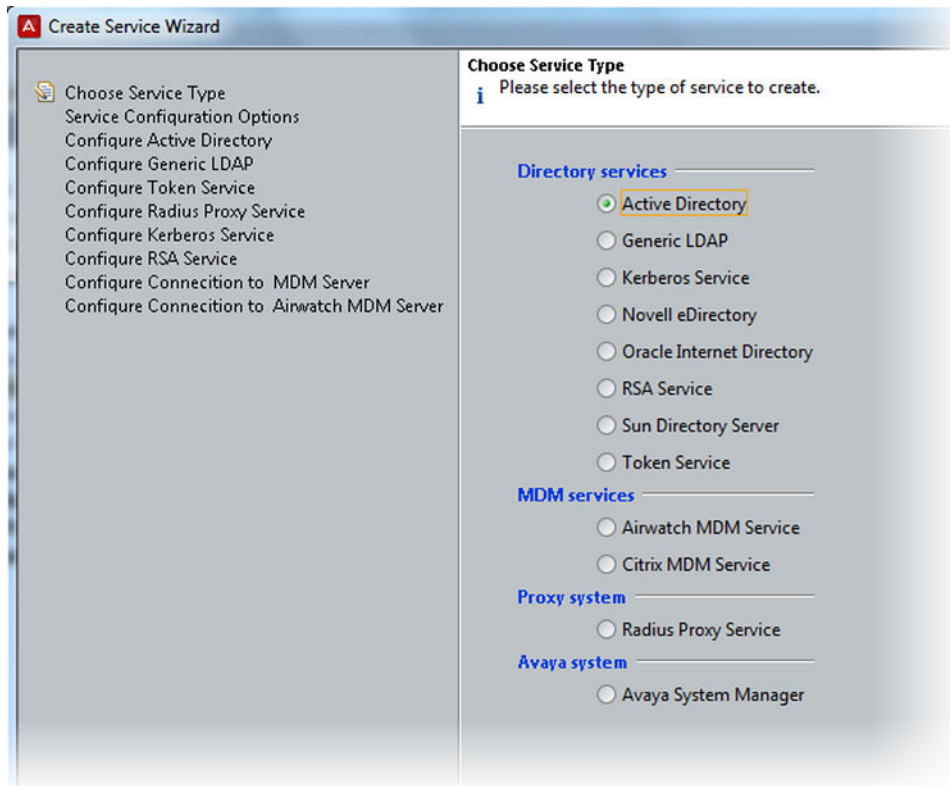 A Create Service Wizard
Choose Service Type
Service Configuration Options
Configure Active Directory
Configure Generic LDAP
Configure Token Service
Configure Radius Proxy Service
Configure Kerberos Service
Configure RSA Service
Configure Connecition to MDM Server
Configure Connecition to Airwatch MDM Server
Choose Service Type
i Please select the type of service to create.
Directory services
Active Directory
Generic LDAP
Kerberos Service
Novell eDirectory
Oracle Internet Directory
RSA Service
Sun Directory Server
Token Service
MDM services
Airwatch MDM Service
Citrix MDM Service
Proxy system
Radius Proxy Service
Avaya system
Avaya System Manager